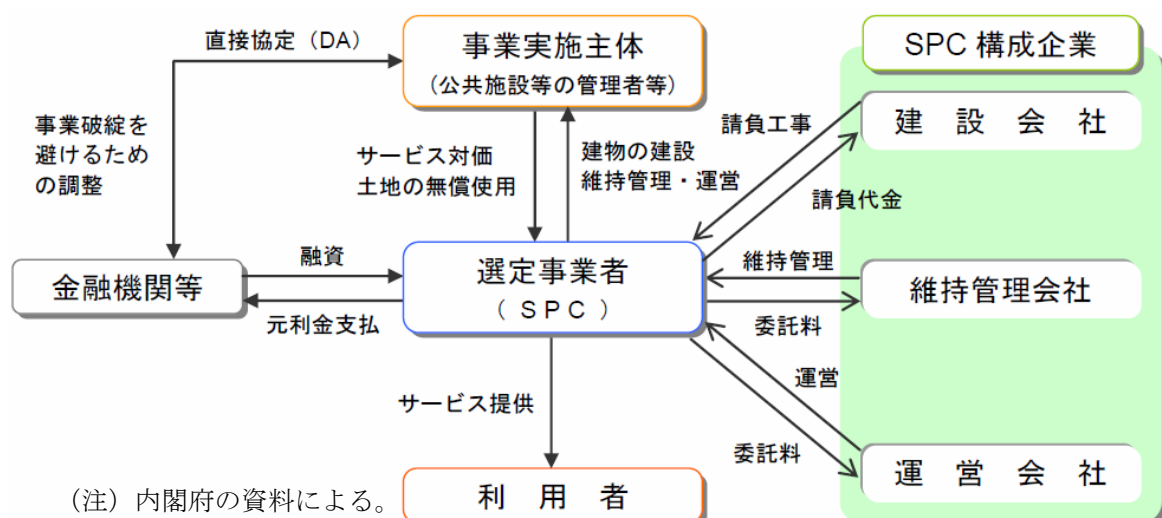 直接協定（DA）
事業実施主体
（公共施設等の管理者等）
SPC 構成企業
建 設 会 社
事業破綻を
避けるため
の調整
サービス対価
土地の無償使用
建物の建設
維持管理・運営
請負工事
請負代金
金融機関等
融資
元利金支払
選定事業者
（ ＳＰＣ ）
維持管理
委託料
維持管理会社
運営
委託料
サービス提供
運 営 会 社
利 用 者
（注）内閣府の資料による。